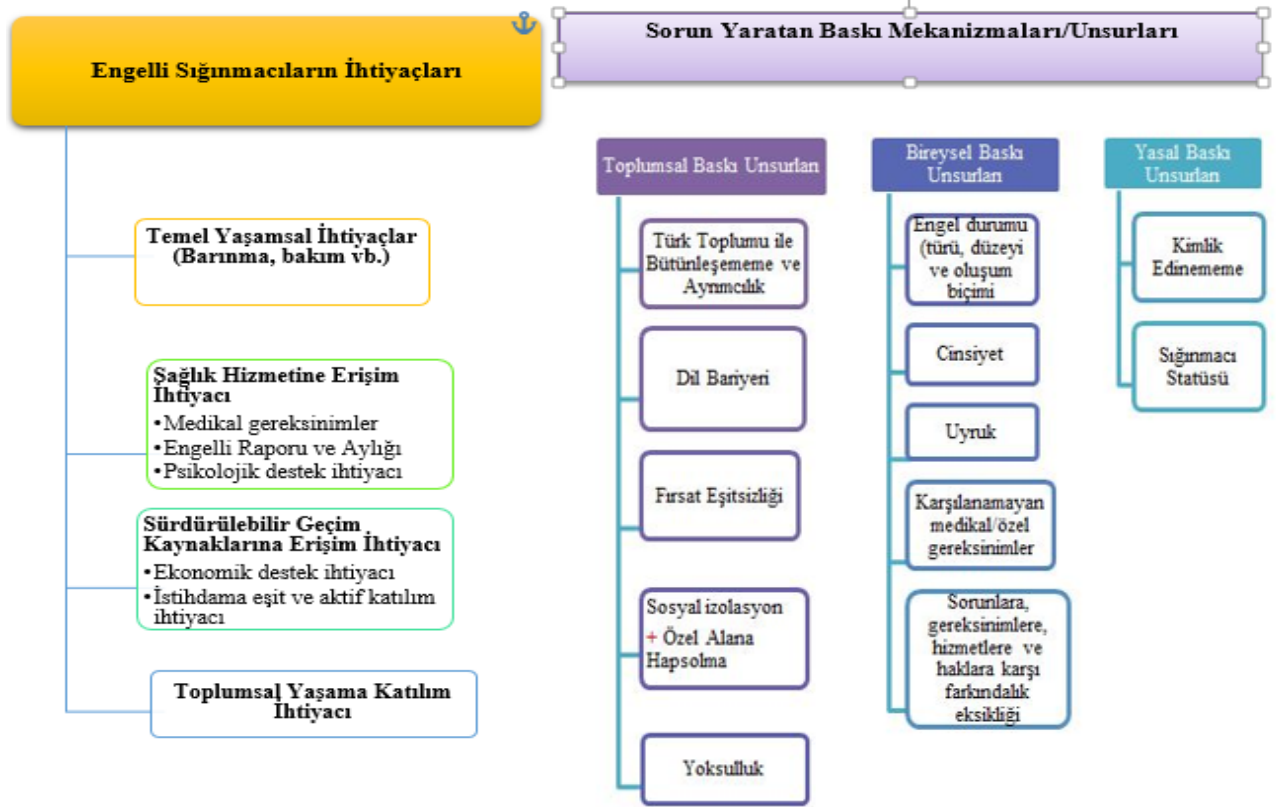 Engelli Sığınmacıların İhtiyaçları
Temel Yaşamsal İhtiyaçlar
(Barınma, bakım vb.)
Sağlık Hizmetine Erişim
İhtiyacı
•Medikal gereksinimler
•Engelli Raporu ve Aylığı
•Psikolojik destek ihtiyacı
Sürdürülebilir Geçim
Kaynaklarına Erişim İhtiyacı
•Ekonomik destek ihtiyacı
•İstihdama eşit ve aktif katılım
ihtiyacı
Toplumsal Yaşama Katılım
İhtiyacı
Sorun Yaratan Baskı Mekanizmaları/Unsurları
Toplumsal Baskı Unsurları
Türk Toplumu ile
Bütünleşememe ve
Ayrımcılık
Dil Bariyeri
Fırsat Eşitsizliği
Sosyal izolasyon
+ Özel Alana
Hapsolma
Yoksulluk
Bireysel Baskı
Unsurları
Engel durumu
(türü, düzeyi
ve oluşum
biçimi
Cinsiyet
Uyruk
Karşılanamayan
medikal/özel
gereksinimler
Sorunlara,
gereksinimlere,
hizmetlere ve
haklara karşı
farkındalık
eksikliği
Yasal Baskı
Unsurları
Kimlik
Edinememe
Sığınmacı
Statüsü